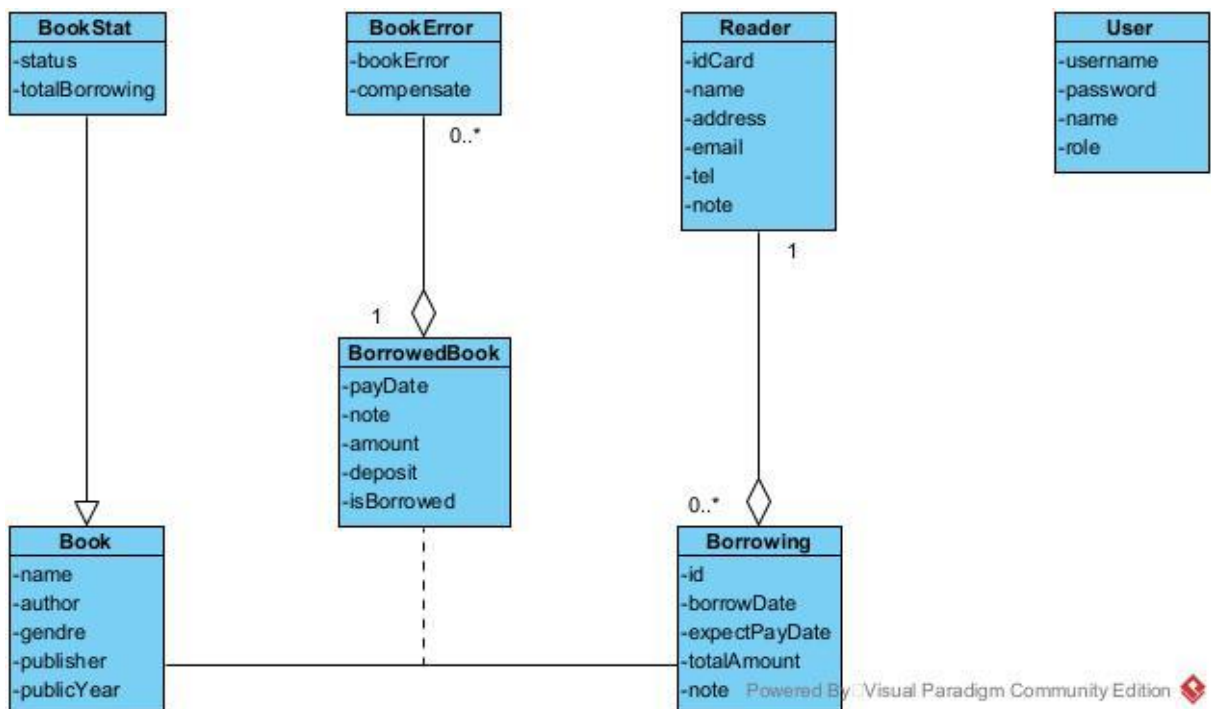 BookStat
-status
-totalBorrowing
BookError
-bookError
-compensate
0..*
Reader
-idCard
-name
-address
-email
-tel
-note
1
User
-username
-password
-name
-role
1
BorrowedBook
-payDate
-note
-amount
-deposit
-isBorrowed
Book
-name
-author
-gendre
-publisher
-publicYear
0..*
Borrowing
-id
-borrowDate
-expectPayDate
-totalAmount
-note
Powered By Visual Paradigm Community Edition